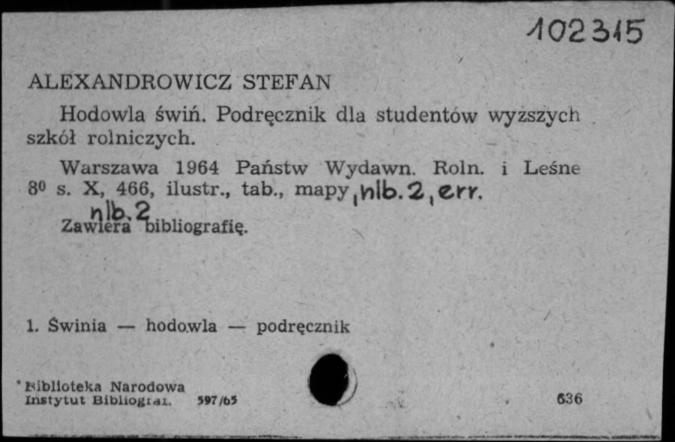 102345
ALEXANDROWICZ STEFAN
Hodowla świń. Podręcznik dla studentów wyższych
szkół rolniczych.
Warszawa 1964 Państw Wydawn. Roln. i Leśne
8⁰ s. X, 466, ilustr., tab., mapy, nlb. 2, err.
nlb. 2
Zawiera bibliografię.
1. Świnia — hodowla — podręcznik
Biblioteka Narodowa
Instytut Bibliograf. 597/65
636